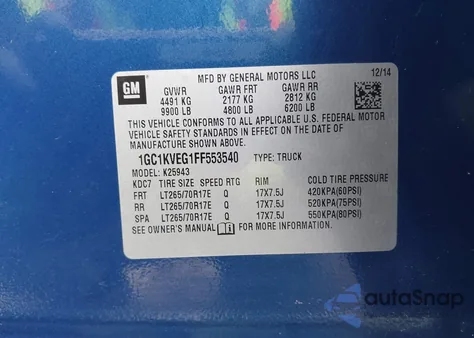 MFD BY GENERAL MOTORS LLC 12/14
GM
GVWR GAWR FRT GAWR RR
4491 KG 2177 KG 2812 KG
9900 LB 4800 LB 6200 LB
THIS VEHICLE CONFORMS TO ALL APPLICABLE U.S. FEDERAL MOTOR
VEHICLE SAFETY STANDARDS IN EFFECT ON THE DATE OF
MANUFACTURE SHOWN ABOVE.
1GC1KVEG1FF553540 TYPE: TRUCK
MODEL: K25943
KDC7 TIRE SIZE SPEED RTG RIM COLD TIRE PRESSURE
FRT LT265/70R17E Q 17X7.5J 420KPA(60PSI)
RR LT265/70R17E Q 17X7.5J 520KPA(75PSI)
SPA LT265/70R17E Q 17X7.5J 550KPA(80PSI)
SEE OWNER'S MANUAL FOR MORE INFORMATION.
autoSnap